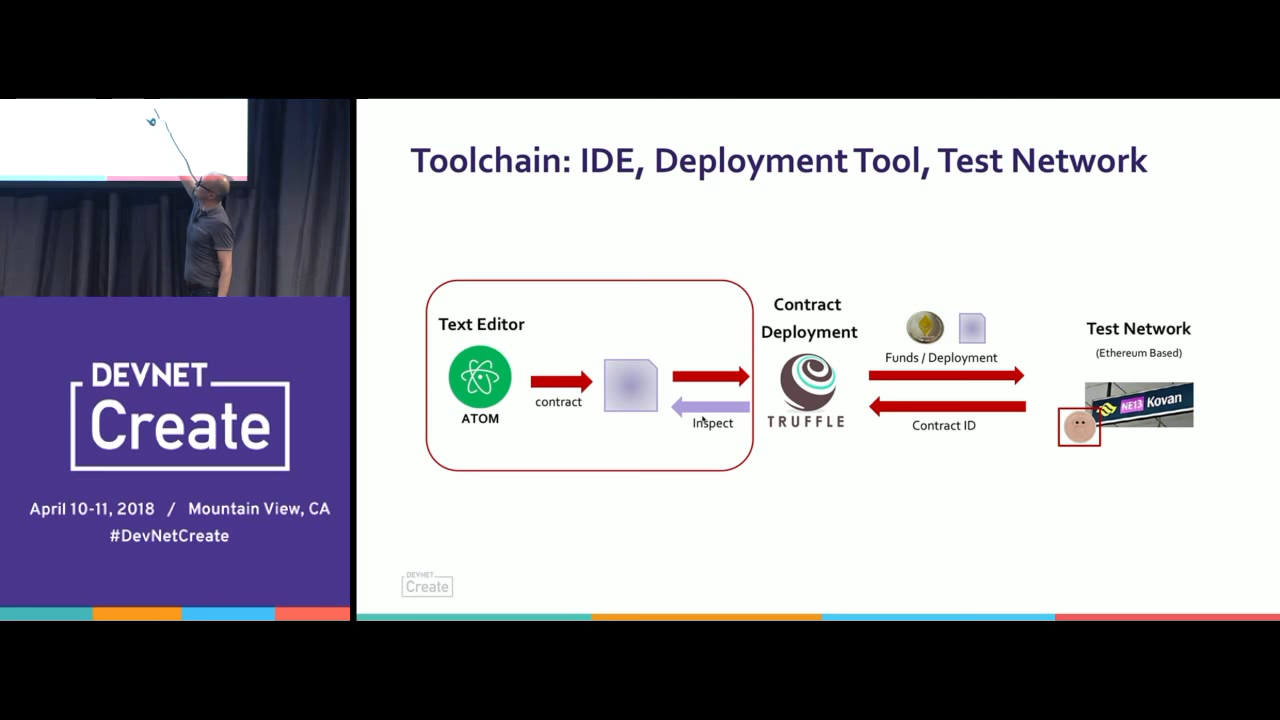 DEVNET
Create
April 10-11, 2018 / Mountain View, CA
#DevNetCreate
Toolchain: IDE, Deployment Tool, Test Network
Text Editor
ATOM
contract
Inspect
Contract
Deployment
TRUFFLE
Funds / Deployment
Contract ID
Test Network
(Ethereum Based)
NE13 Kovan
DEVNET
Create